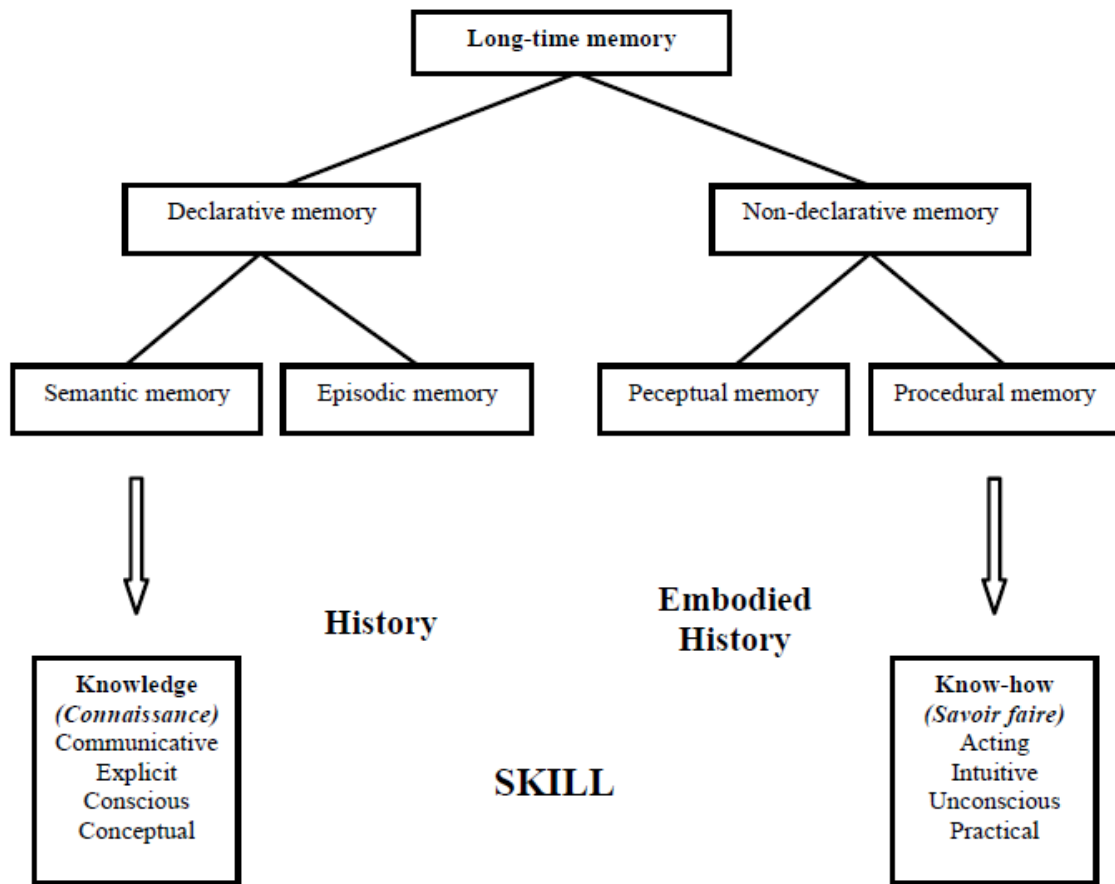 Long-time memory
Declarative memory
Non-declarative memory
Semantic memory
Episodic memory
Peceptual memory
Procedural memory
History
Embodied
History
Knowledge
(Connaissance)
Communicative
Explicit
Conscious
Conceptual
SKILL
Know-how
(Savoir faire)
Acting
Intuitive
Unconscious
Practical